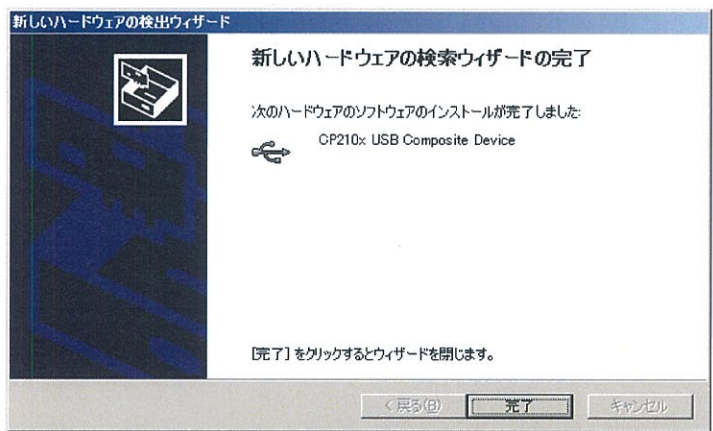 新しいハードウェアの検出ウィザード
新しいハードウェアの検索ウィザードの完了
次のハードウェアのソフトウェアのインストールが完了しました:
CP210x USB Composite Device
[完了] をクリックするとウィザードを閉じます。
< 戻る(B) 完了 キャンセル